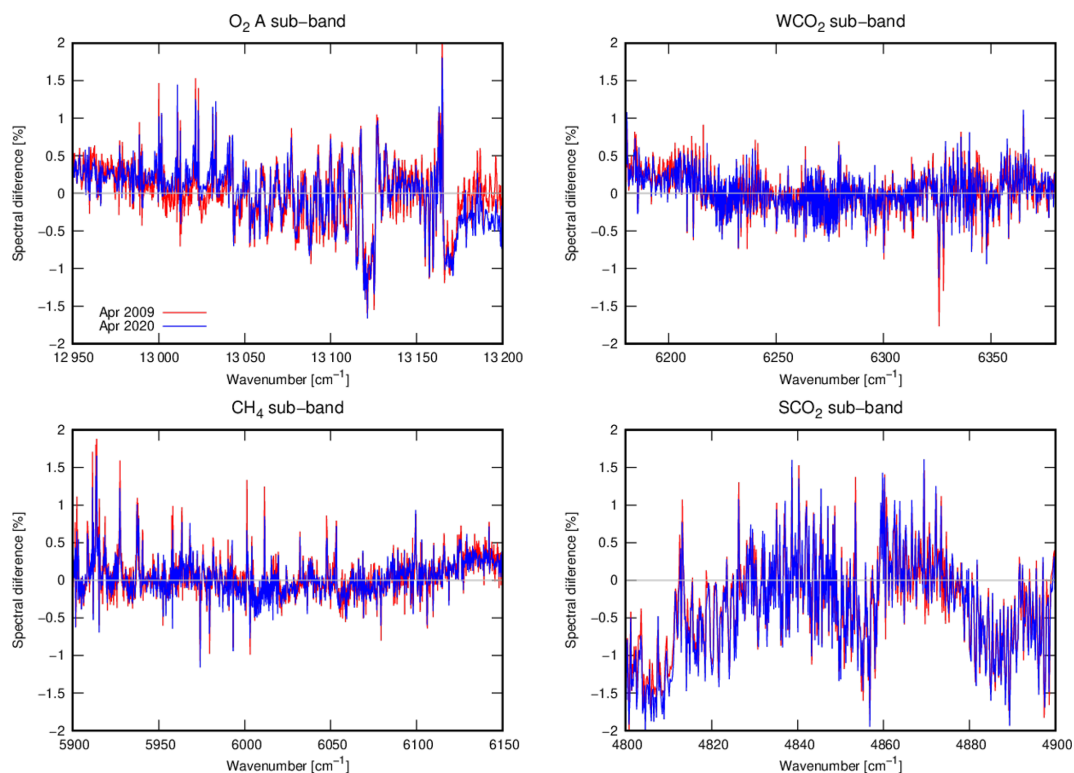 O₂ A sub−band
Spectral difference [%]
2
1.5
1
0.5
0
−0.5
−1
−1.5
−2
Apr 2009
Apr 2020
12 950 13 000 13 050 13 100 13 150 13 200
Wavenumber [cm⁻¹]
WCO₂ sub−band
Spectral difference [%]
2
1.5
1
0.5
0
−0.5
−1
−1.5
−2
6200 6250 6300 6350
Wavenumber [cm⁻¹]
CH₄ sub−band
Spectral difference [%]
2
1.5
1
0.5
0
−0.5
−1
−1.5
−2
5900 5950 6000 6050 6100 6150
Wavenumber [cm⁻¹]
SCO₂ sub−band
Spectral difference [%]
2
1.5
1
0.5
0
−0.5
−1
−1.5
−2
4800 4820 4840 4860 4880 4900
Wavenumber [cm⁻¹]